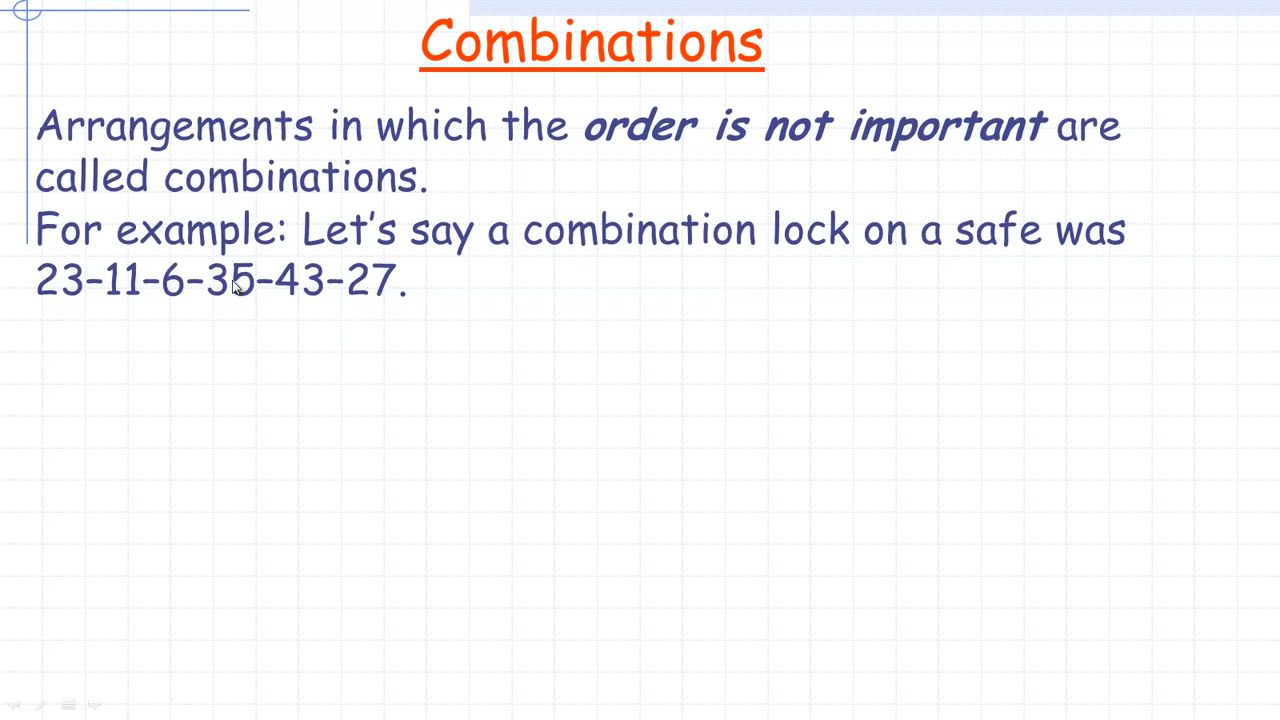 Combinations
Arrangements in which the order is not important are
called combinations.
For example: Let’s say a combination lock on a safe was
23–11–6–35–43–27.